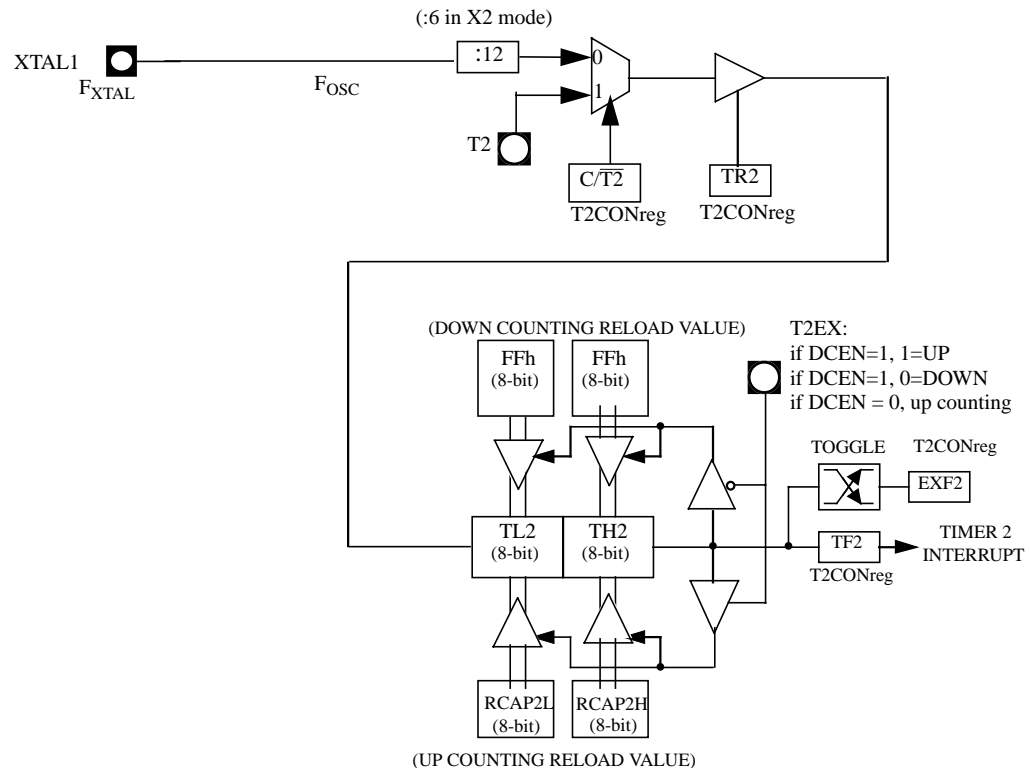 (:6 in X2 mode)
XTAL1
:12
0
FXTAL
FOSC
1
T2
C/T2
TR2
T2CONreg
T2CONreg
(DOWN COUNTING RELOAD VALUE)
T2EX:
if DCEN=1, 1=UP
if DCEN=1, 0=DOWN
if DCEN = 0, up counting
FFh
(8-bit)
FFh
(8-bit)
TOGGLE
T2CONreg
EXF2
TL2
(8-bit)
TH2
(8-bit)
TF2
T2CONreg
TIMER 2
INTERRUPT
RCAP2L
(8-bit)
RCAP2H
(8-bit)
(UP COUNTING RELOAD VALUE)